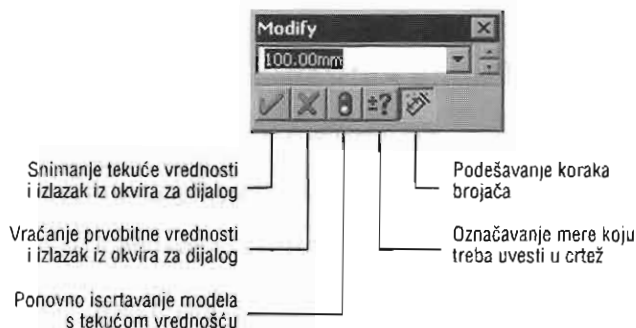 Modify
100.00mm
±?
Snimanje tekuće vrednosti
i izlazak iz okvira za dijalog
Vraćanje prvobitne vrednosti
i izlazak iz okvira za dijalog
Ponovno iscrtavanje modela
s tekućom vrednošću
Podešavanje koraka
brojača
Označavanje mere koju
treba uvesti u crtež